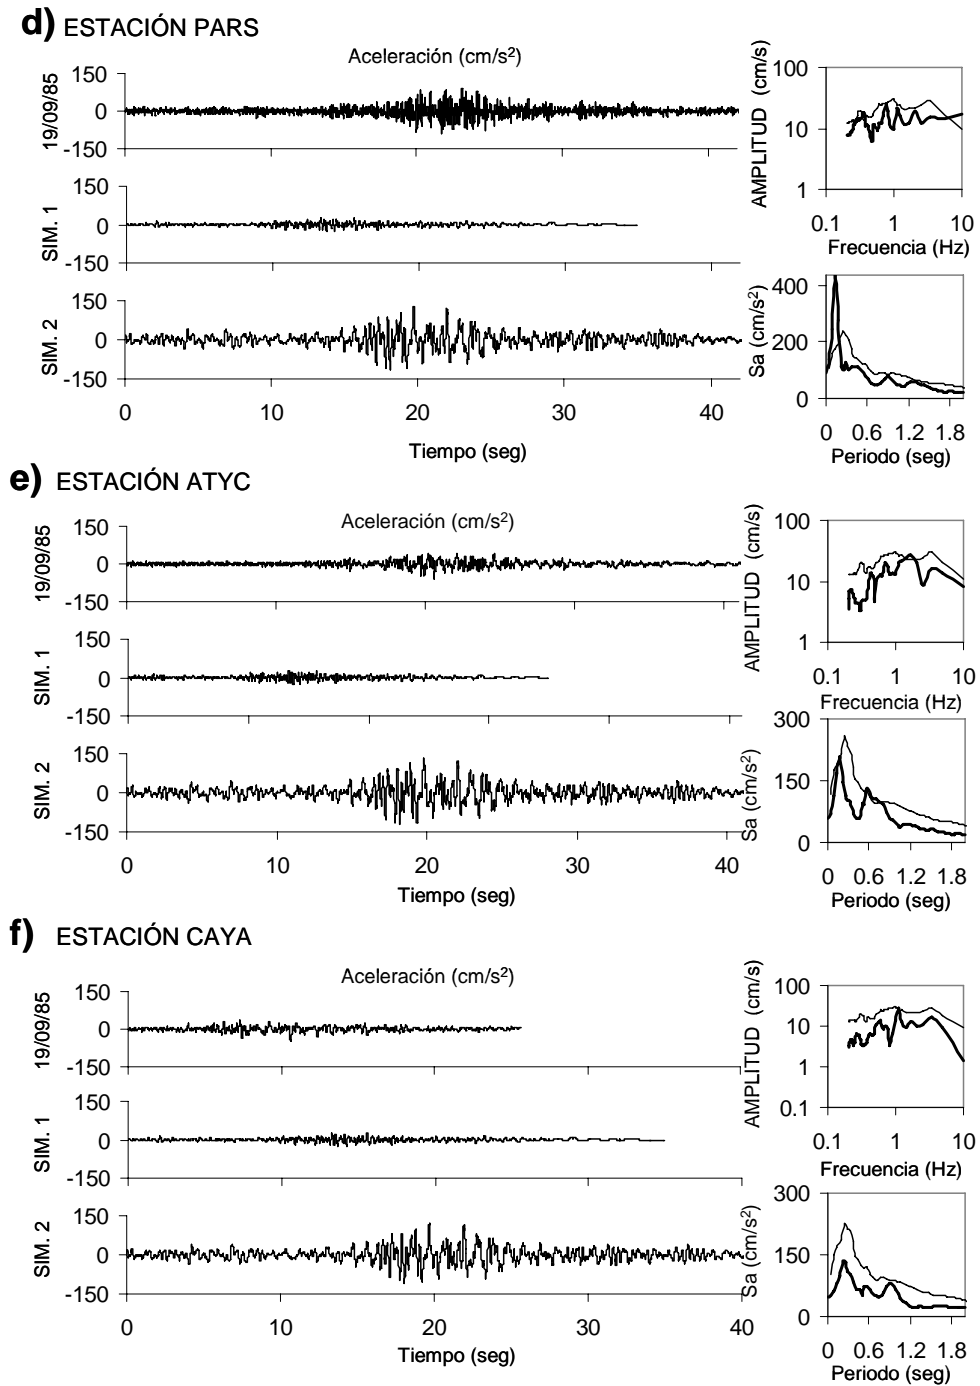 d) ESTACIÓN PARS
Aceleración (cm/s²)
19/09/85
150
0
-150
SIM. 1
150
0
-150
SIM. 2
150
0
-150
0 10 20 30 40
Tiempo (seg)
AMPLITUD (cm/s)
100
10
1
0.1 1 10
Frecuencia (Hz)
Sa (cm/s²)
400
200
0
0 0.6 1.2 1.8
Periodo (seg)
e) ESTACIÓN ATYC
Aceleración (cm/s²)
19/09/85
150
0
-150
SIM. 1
150
0
-150
SIM. 2
150
0
-150
0 10 20 30 40
Tiempo (seg)
AMPLITUD (cm/s)
100
10
1
0.1 1 10
Frecuencia (Hz)
Sa (cm/s²)
300
150
0
0 0.6 1.2 1.8
Periodo (seg)
f) ESTACIÓN CAYA
Aceleración (cm/s²)
19/09/85
150
0
-150
SIM. 1
150
0
-150
SIM. 2
150
0
-150
0 10 20 30 40
Tiempo (seg)
AMPLITUD (cm/s)
100
10
1
0.1
0.1 1 10
Frecuencia (Hz)
Sa (cm/s²)
300
150
0
0 0.6 1.2 1.8
Periodo (seg)